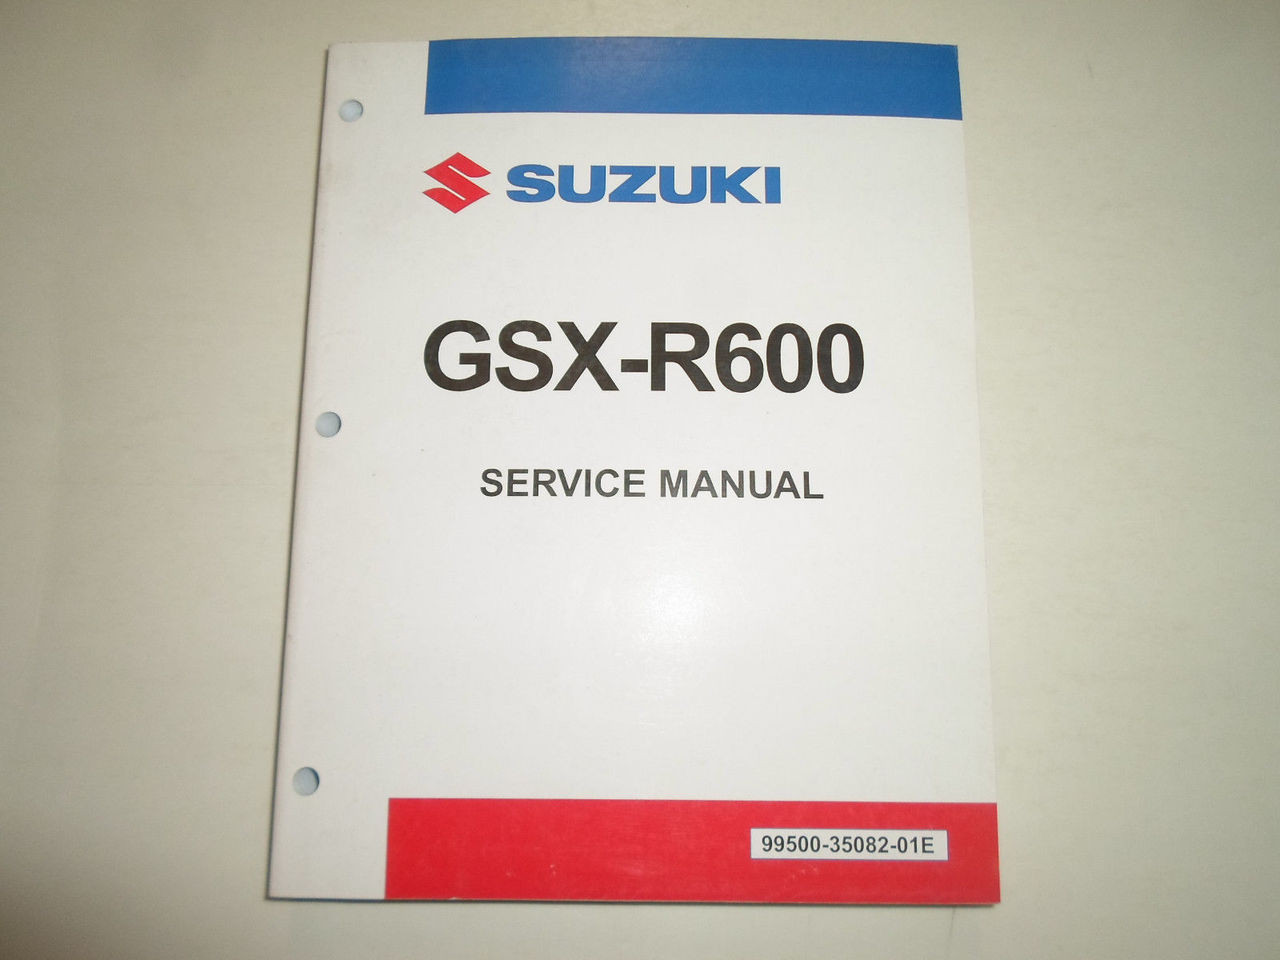 SUZUKI
GSX-R600
SERVICE MANUAL
99500-35082-01E